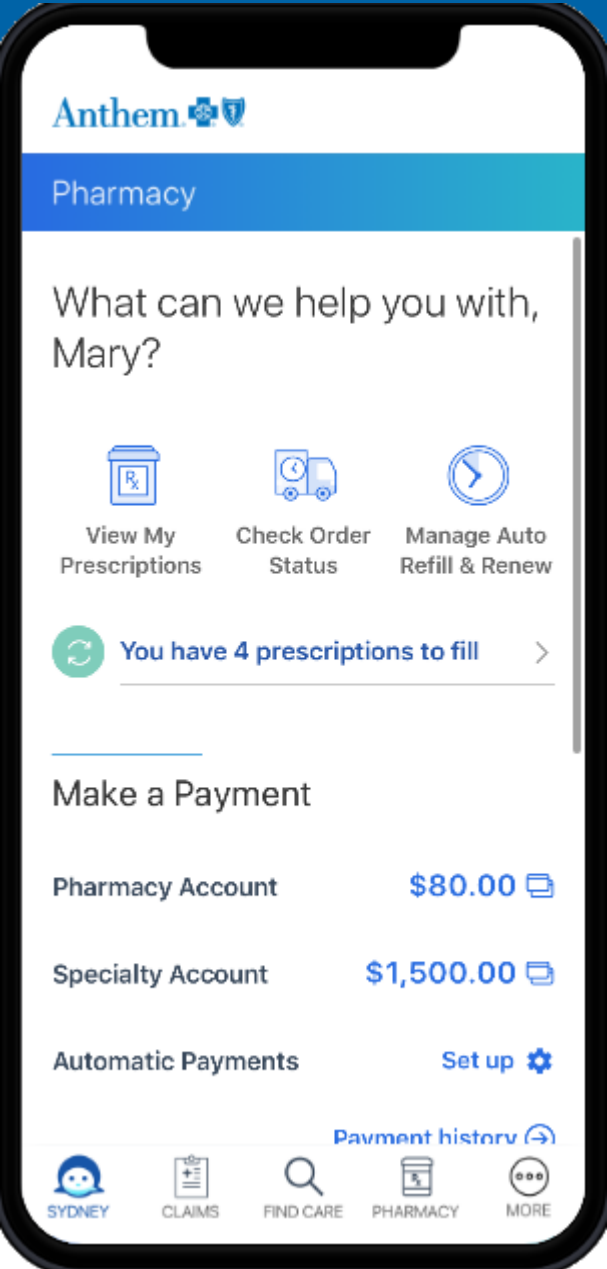 Anthem
Pharmacy
What can we help you with,
Mary?
Rx
View My
Prescriptions
Check Order
Status
Manage Auto
Refill & Renew
You have 4 prescriptions to fill
Make a Payment
Pharmacy Account $80.00
Specialty Account $1,500.00
Automatic Payments Set up
Payment history
SYDNEY CLAIMS FIND CARE PHARMACY MORE